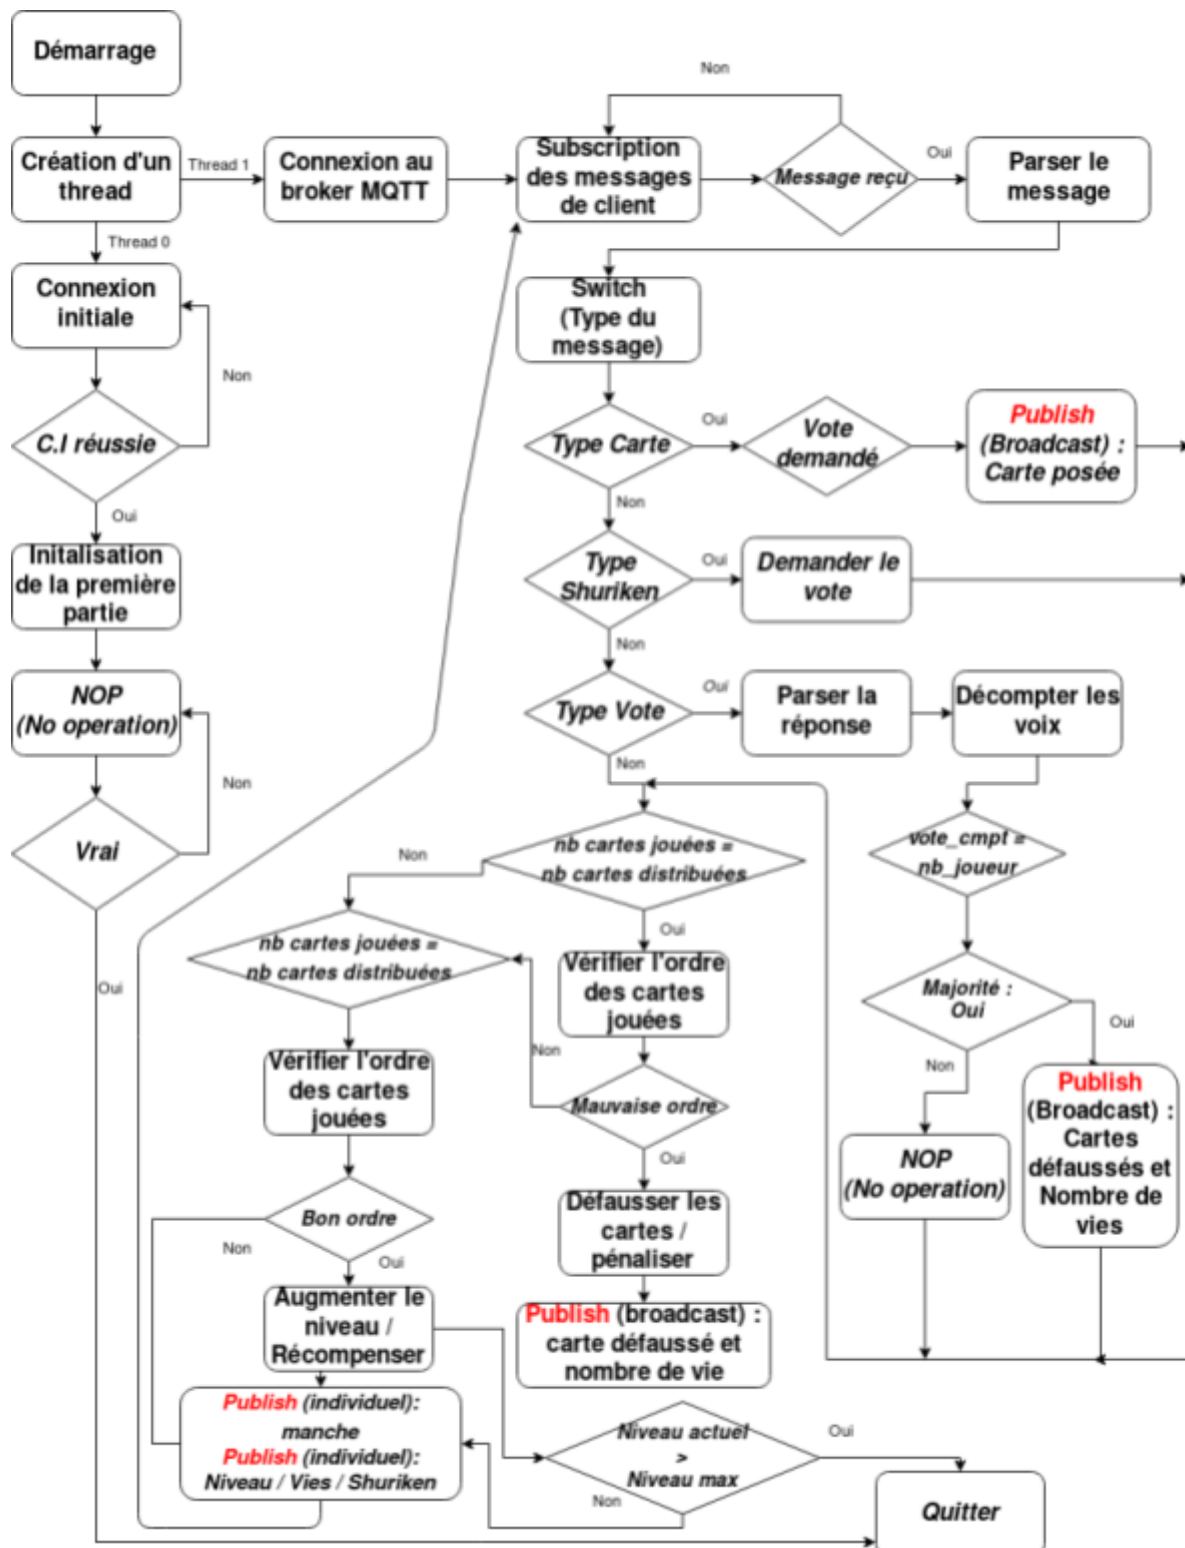 Démarrage
Création d'un
thread
Thread 1
Connexion au
broker MQTT
Subscription
des messages
de client
Non
Message reçu
Oui
Parser le
message
Thread 0
Connexion
initiale
Non
C.I réussie
Oui
Initalisation
de la première
partie
NOP
(No operation)
Non
Vrai
Oui
Switch
(Type du
message)
Type Carte
Oui
Vote
demandé
Publish
(Broadcast) :
Carte posée
Non
Type
Shuriken
Oui
Demander le
vote
Non
Type Vote
Oui
Parser la
réponse
Décompter les
voix
Non
vote_cmpt =
nb_joueur
Majorité :
Oui
Oui
Non
NOP
(No operation)
Publish
(Broadcast) :
Cartes
défaussés et
Nombre de
vies
nb cartes jouées =
nb cartes distribuées
Non
Oui
Vérifier l'ordre
des cartes
jouées
Non
Mauvaise ordre
Oui
Défausser les
cartes /
pénaliser
Publish (broadcast) :
carte défaussé et
nombre de vie
nb cartes jouées =
nb cartes distribuées
Vérifier l'ordre
des cartes
jouées
Bon ordre
Non
Oui
Augmenter le
niveau /
Récompenser
Publish (individuel):
manche
Publish (individuel):
Niveau / Vies / Shuriken
Niveau actuel
>
Niveau max
Oui
Non
Quitter